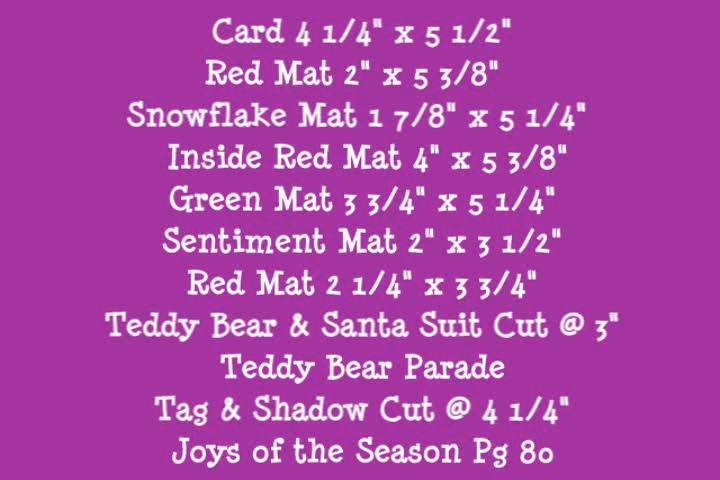 Card 4 1/4" x 5 1/2"
Red Mat 2" x 5 3/8"
Snowflake Mat 1 7/8" x 5 1/4"
Inside Red Mat 4" x 5 3/8"
Green Mat 3 3/4" x 5 1/4"
Sentiment Mat 2" x 3 1/2"
Red Mat 2 1/4" x 3 3/4"
Teddy Bear & Santa Suit Cut @ 3"
Teddy Bear Parade
Tag & Shadow Cut @ 4 1/4"
Joys of the Season Pg 80